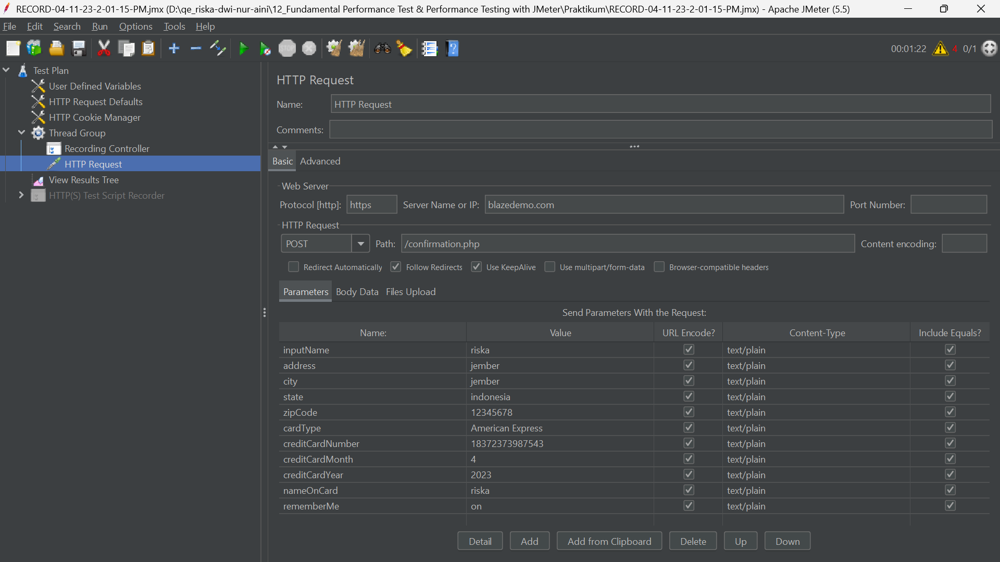 RECORD-04-11-23-2-01-15-PM.jmx (D:\qe_riska-dwi-nur-aini\12_Fundamental Performance Test & Performance Testing with JMeter\Praktikum\RECORD-04-11-23-2-01-15-PM.jmx) - Apache JMeter (5.5)
File Edit Search Run Options Tools Help
STOP ? 00:01:22 4 0/1
Test Plan
User Defined Variables
HTTP Request Defaults
HTTP Cookie Manager
Thread Group
Recording Controller
HTTP Request
View Results Tree
HTTP(S) Test Script Recorder
HTTP Request
Name: HTTP Request
Comments:
Basic Advanced
Web Server
Protocol [http]: https Server Name or IP: blazedemo.com Port Number:
HTTP Request
POST Path: /confirmation.php Content encoding:
Redirect Automatically Follow Redirects Use KeepAlive Use multipart/form-data Browser-compatible headers
Parameters Body Data Files Upload
Send Parameters With the Request:
Name: Value URL Encode? Content-Type Include Equals?
inputName riska text/plain
address jember text/plain
city jember text/plain
state indonesia text/plain
zipCode 12345678 text/plain
cardType American Express text/plain
creditCardNumber 18372373987543 text/plain
creditCardMonth 4 text/plain
creditCardYear 2023 text/plain
nameOnCard riska text/plain
rememberMe on text/plain
Detail Add Add from Clipboard Delete Up Down